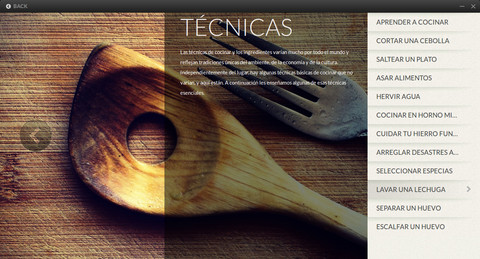 BACK
TÉCNICAS
Las técnicas de cocinar y los ingredientes varían mucho por todo el mundo y
reflejan tradiciones únicas del ambiente, de la economía y de la cultura.
Independientemente del lugar, hay algunas técnicas básicas de cocinar que no
varían, y aquí están. A continuación les enseñamos algunas de esas técnicas
esenciales.
APRENDER A COCINAR
CORTAR UNA CEBOLLA
SALTEAR UN PLATO
ASAR ALIMENTOS
HERVIR AGUA
COCINAR EN HORNO MI...
CUIDAR TU HIERRO FUN...
ARREGLAR DESASTRES A...
SELECCIONAR ESPECIAS
LAVAR UNA LECHUGA
SEPARAR UN HUEVO
ESCALFAR UN HUEVO